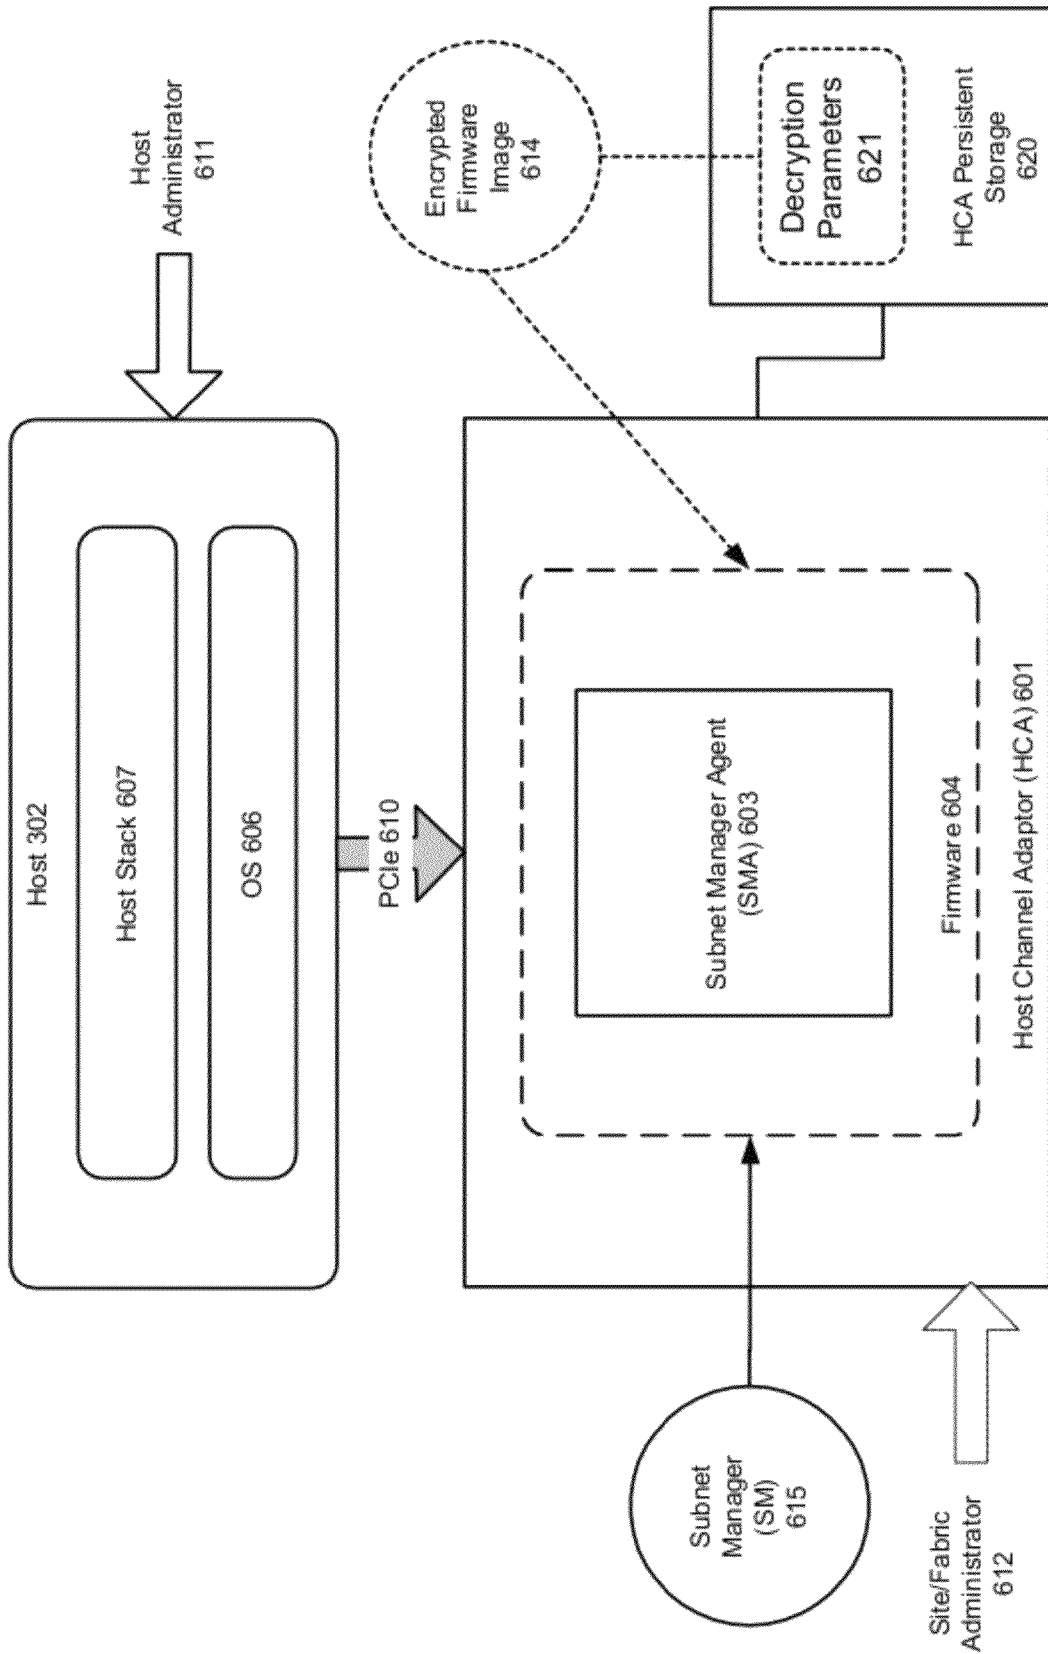 Host 302
Host Stack 607
OS 606
PCIe 610
Host
Administrator
611
Encrypted
Firmware
Image
614
Decryption
Parameters
621
HCA Persistent
Storage
620
Subnet Manager Agent
(SMA) 603
Firmware 604
Host Channel Adaptor (HCA) 601
Subnet
Manager
(SM)
615
Site/Fabric
Administrator
612